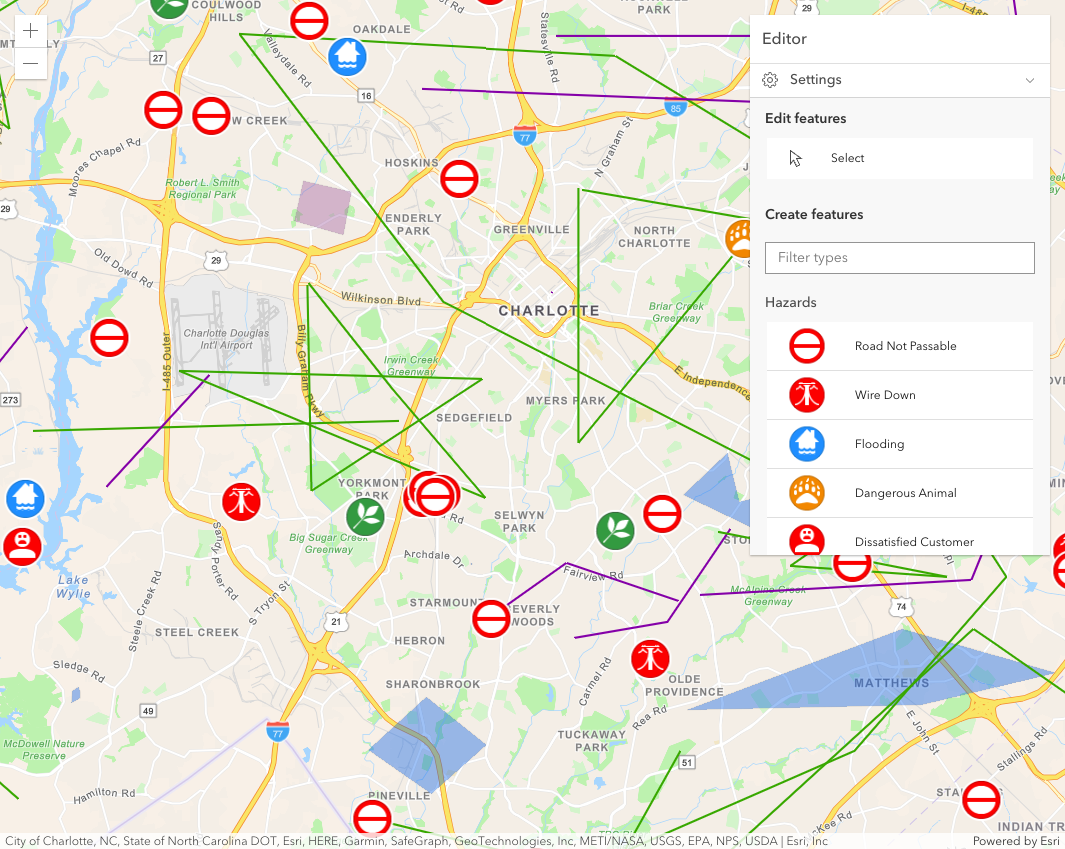 COULWOOD
HILLS
OAKDALE
Valleydale Rd
Statesville Rd
PARK
29
I-485
27
16
85
77
W CREEK
N Graham St
Moores Chapel Rd
HOSKINS
Robert L. Smith
Regional Park
29
ENDERLY
PARK
GREENVILLE
NORTH
CHARLOTTE
Old Dowd Rd
29
Wilkinson Blvd
CHARLOTTE
Briar Creek
Greenway
Charlotte Douglas
Int'l Airport
I-485 Outer
Billy Graham Pkwy
Irwin Creek
Greenway
E Independence
273
MYERS PARK
SEDGEFIELD
YORKMONT
PARK
Rd
SELWYN
PARK
Big Sugar Creek
Greenway
Archdale Dr
Sandy Porter Rd
Fairview Rd
McAlpine Creek
Greenway
Lake
Wylie
Steele Creek Rd
S Tryon St
STARMOUNT
BEVERLY
WOODS
74
21
STEEL CREEK
HEBRON
Sledge Rd
SHARONBROOK
Carmel Rd
OLDE
PROVIDENCE
MATTHEWS
49
Rea Rd
E John St
77
TUCKAWAY
PARK
Stallings Rd
McDowell Nature
Preserve
51
Hamilton Rd
PINEVILLE
INDIAN TR
Editor
Settings
Edit features
Select
Create features
Filter types
Hazards
Road Not Passable
Wire Down
Flooding
Dangerous Animal
Dissatisfied Customer
City of Charlotte, NC, State of North Carolina DOT, Esri, HERE, Garmin, SafeGraph, GeoTechnologies, Inc, METI/NASA, USGS, EPA, NPS, USDA | Esri, Inc
Powered by Esri